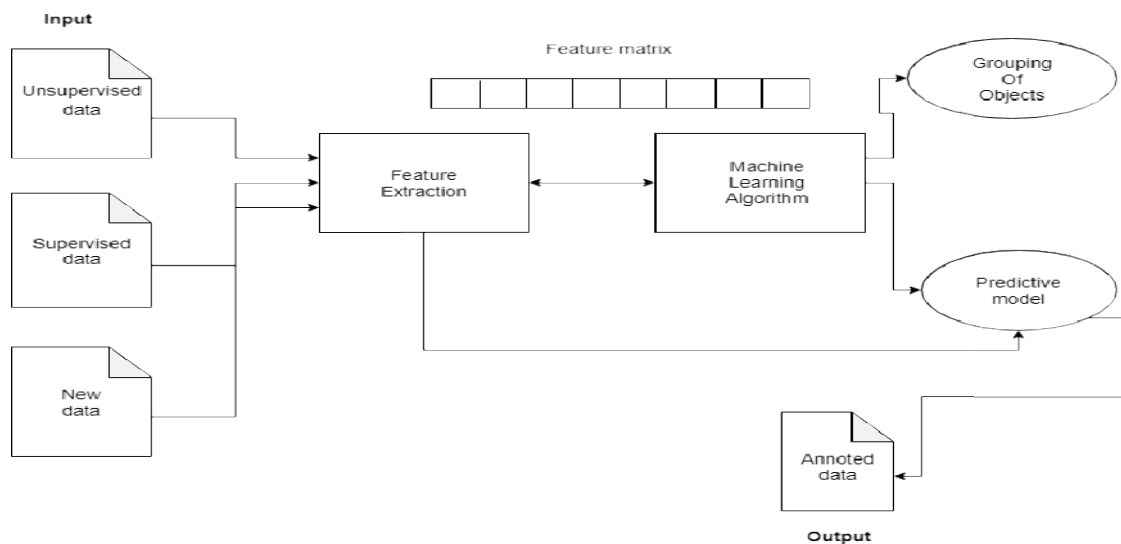 Input
Unsupervised
data
Supervised
data
New
data
Feature matrix
Feature
Extraction
Machine
Learning
Algorithm
Grouping
Of
Objects
Predictive
model
Annoted
data
Output